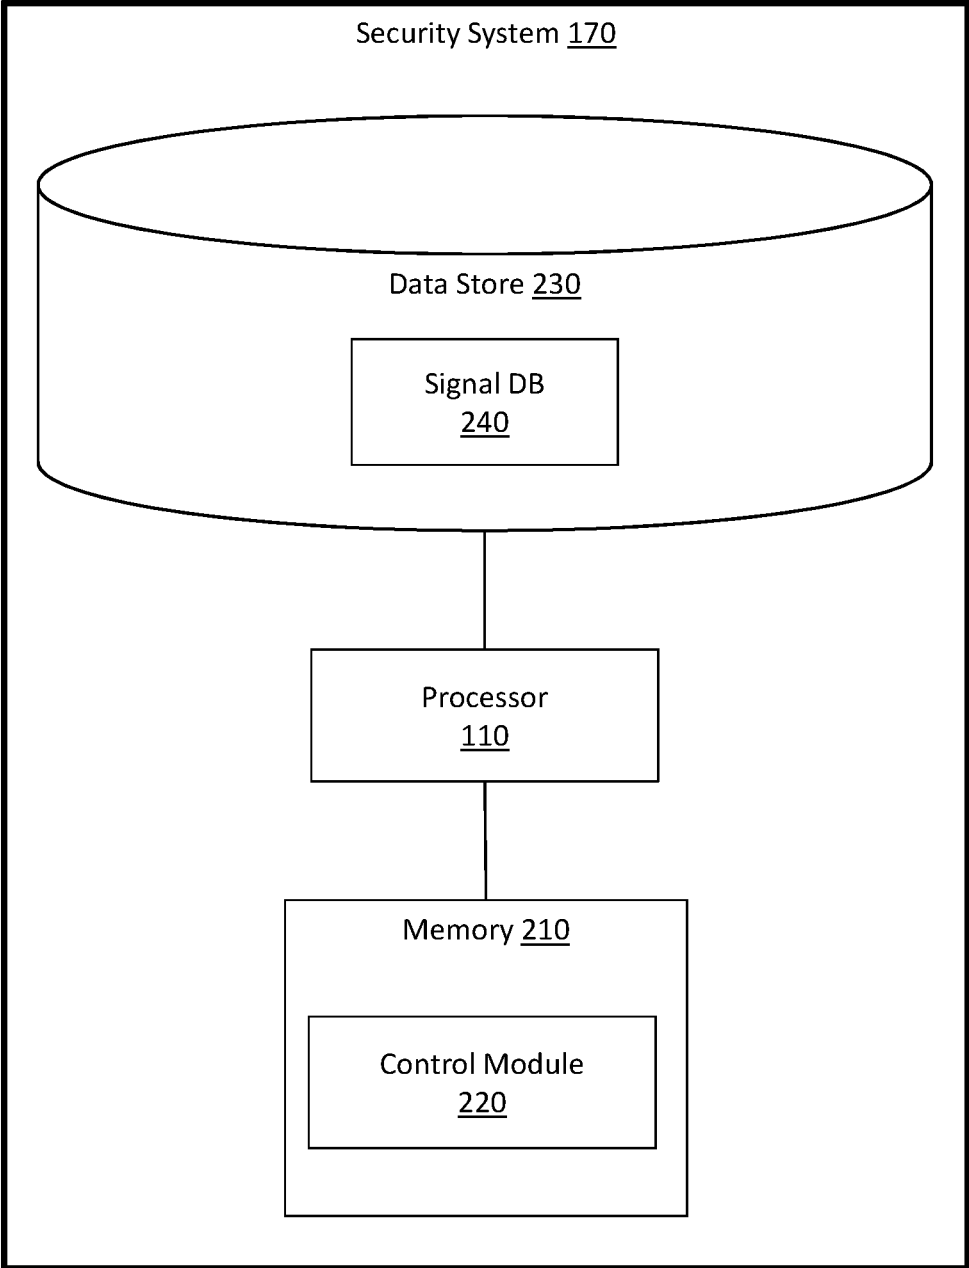 Security System 170
Data Store 230
Signal DB
240
Processor
110
Memory 210
Control Module
220